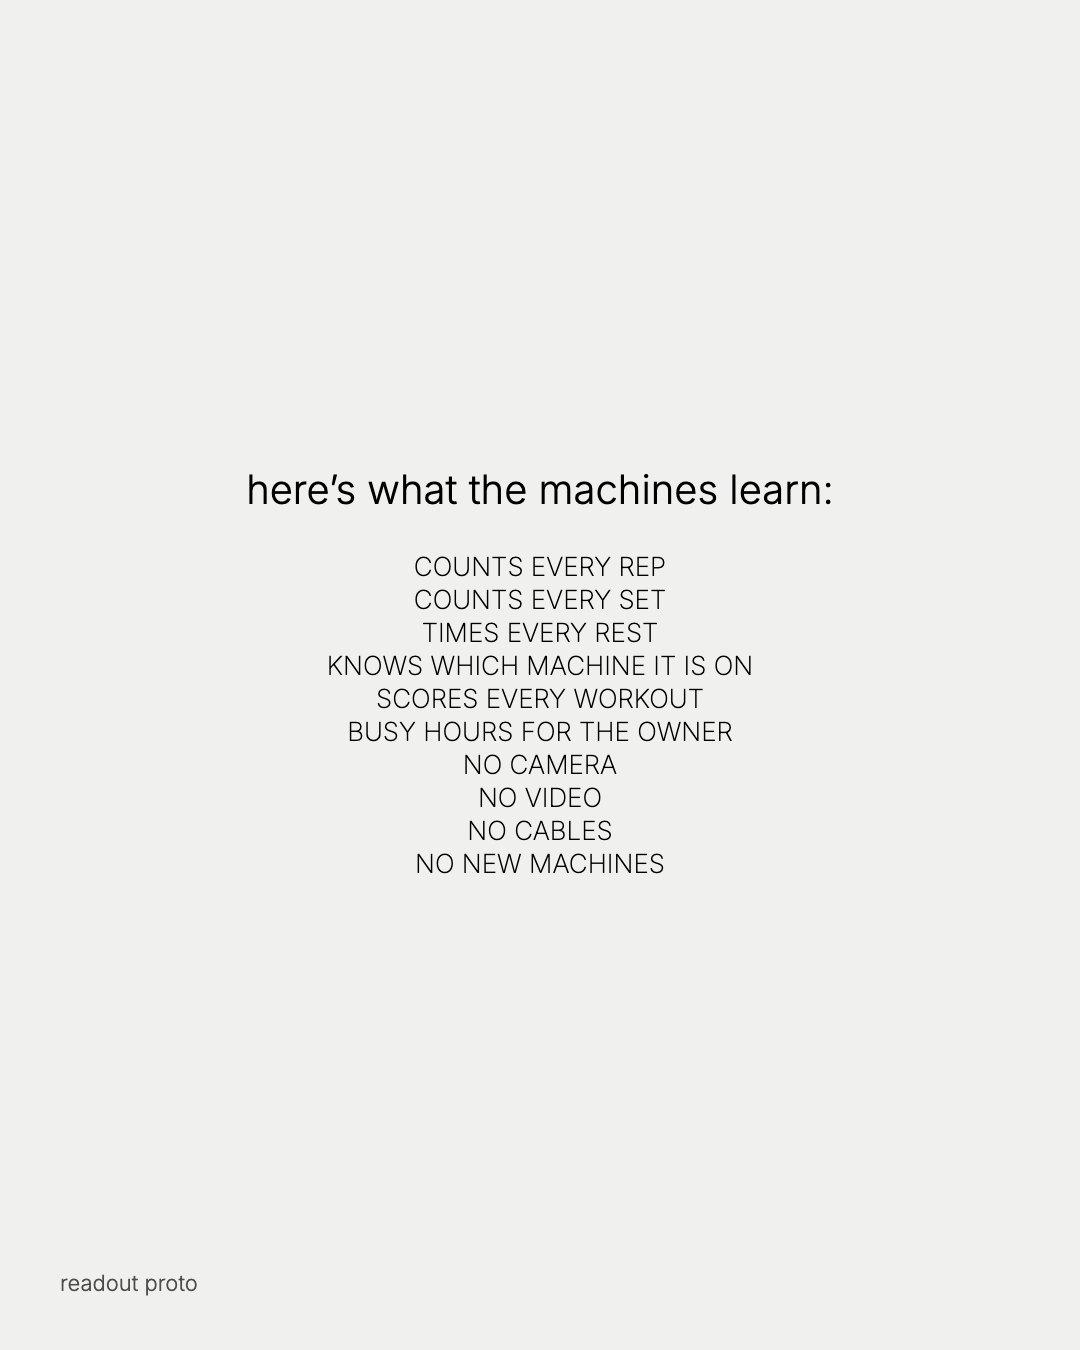 here’s what the machines learn:
COUNTS EVERY REP
COUNTS EVERY SET
TIMES EVERY REST
KNOWS WHICH MACHINE IT IS ON
SCORES EVERY WORKOUT
BUSY HOURS FOR THE OWNER
NO CAMERA
NO VIDEO
NO CABLES
NO NEW MACHINES
readout proto